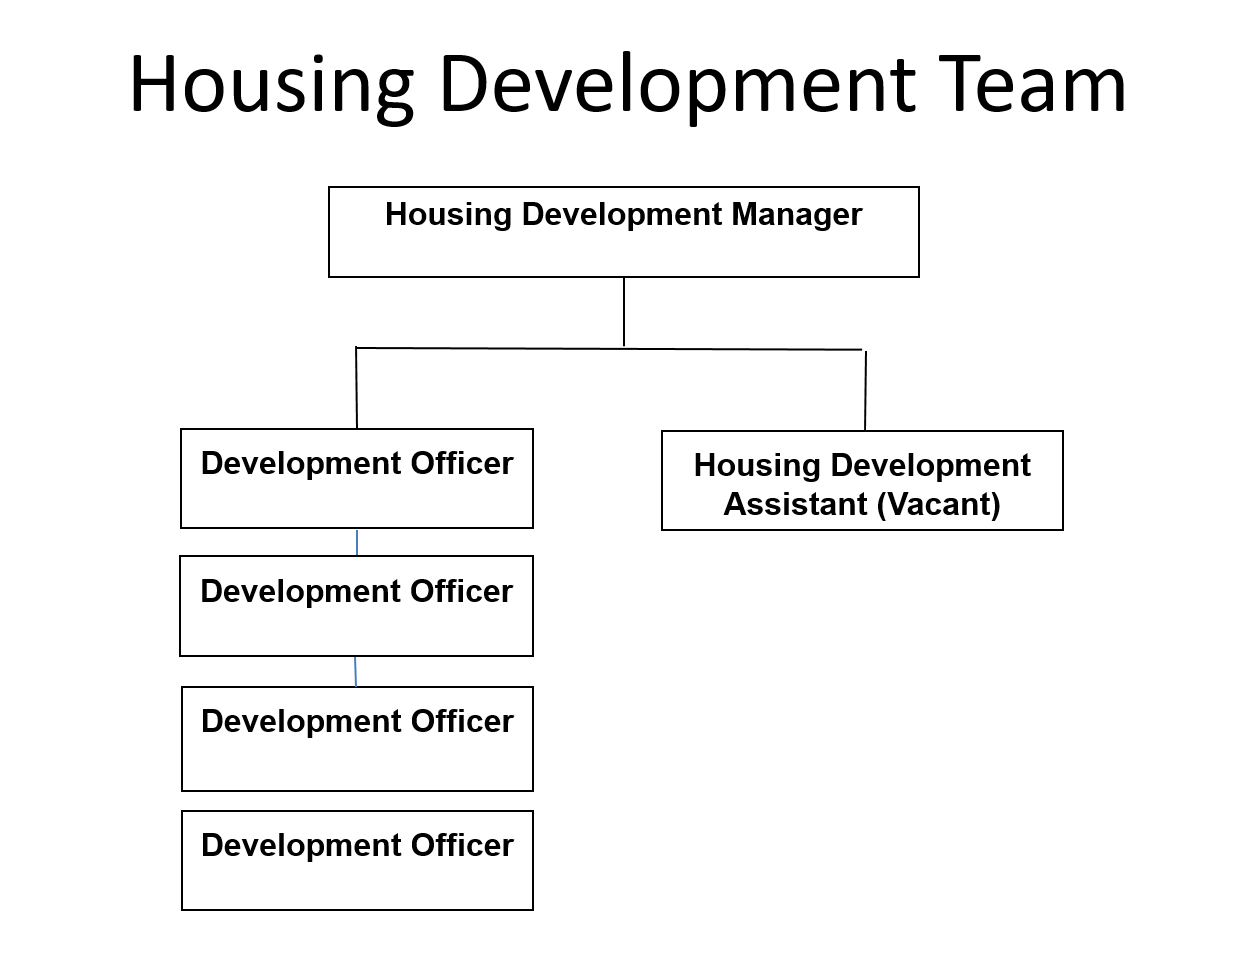 Housing Development Team
Housing Development Manager
Development Officer
Housing Development
Assistant (Vacant)
Development Officer
Development Officer
Development Officer